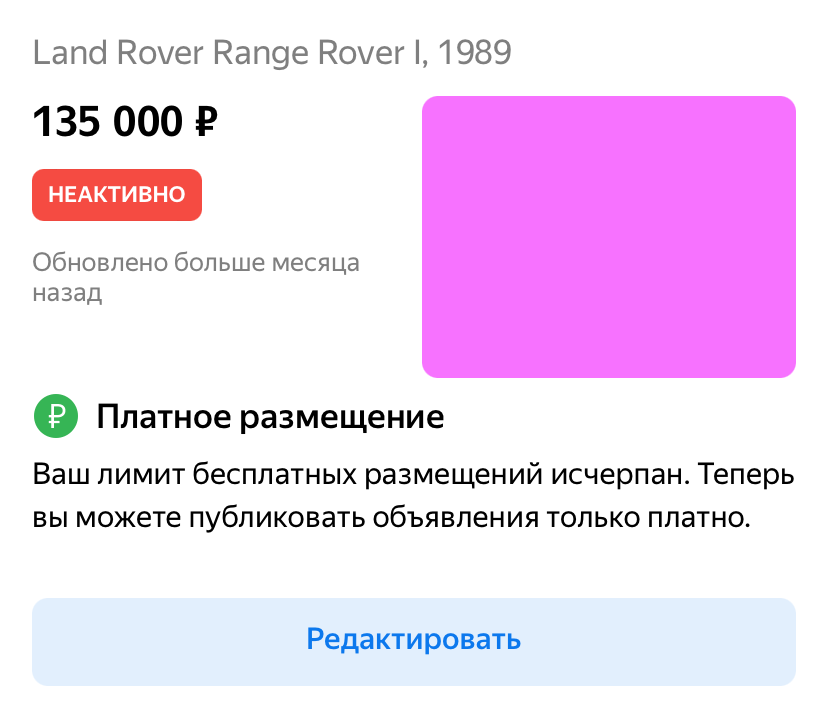 Land Rover Range Rover I, 1989
135 000 ₽
НЕАКТИВНО
Обновлено больше месяца
назад
₽ Платное размещение
Ваш лимит бесплатных размещений исчерпан. Теперь
вы можете публиковать объявления только платно.
Редактировать